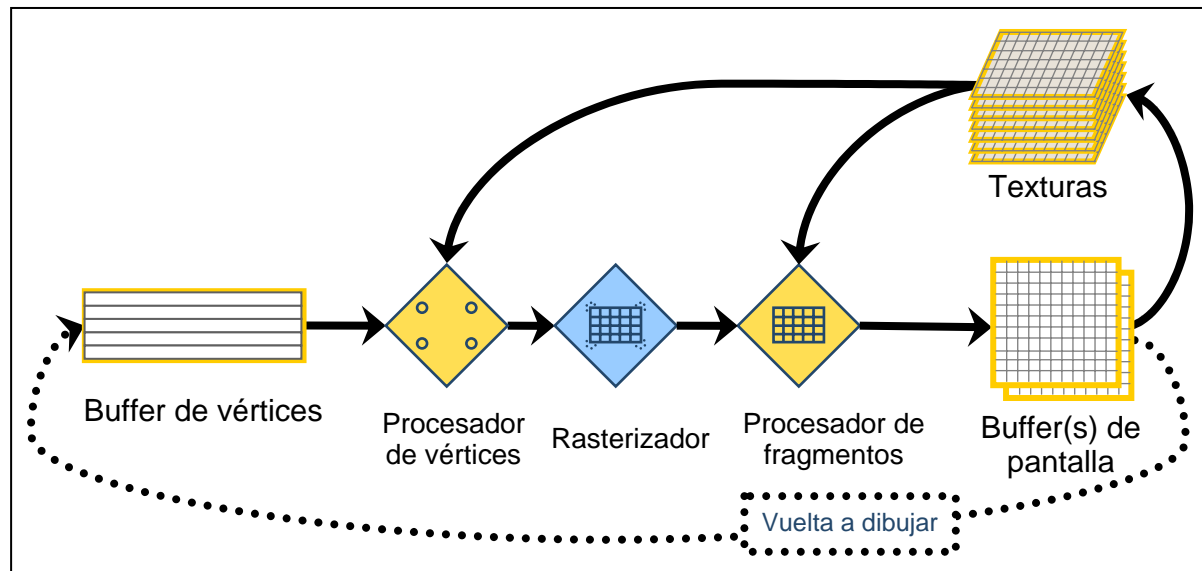 Texturas
Buffer de vértices
Procesador
de vértices
Rasterizador
Procesador de
fragmentos
Buffer(s) de
pantalla
Vuelta a dibujar